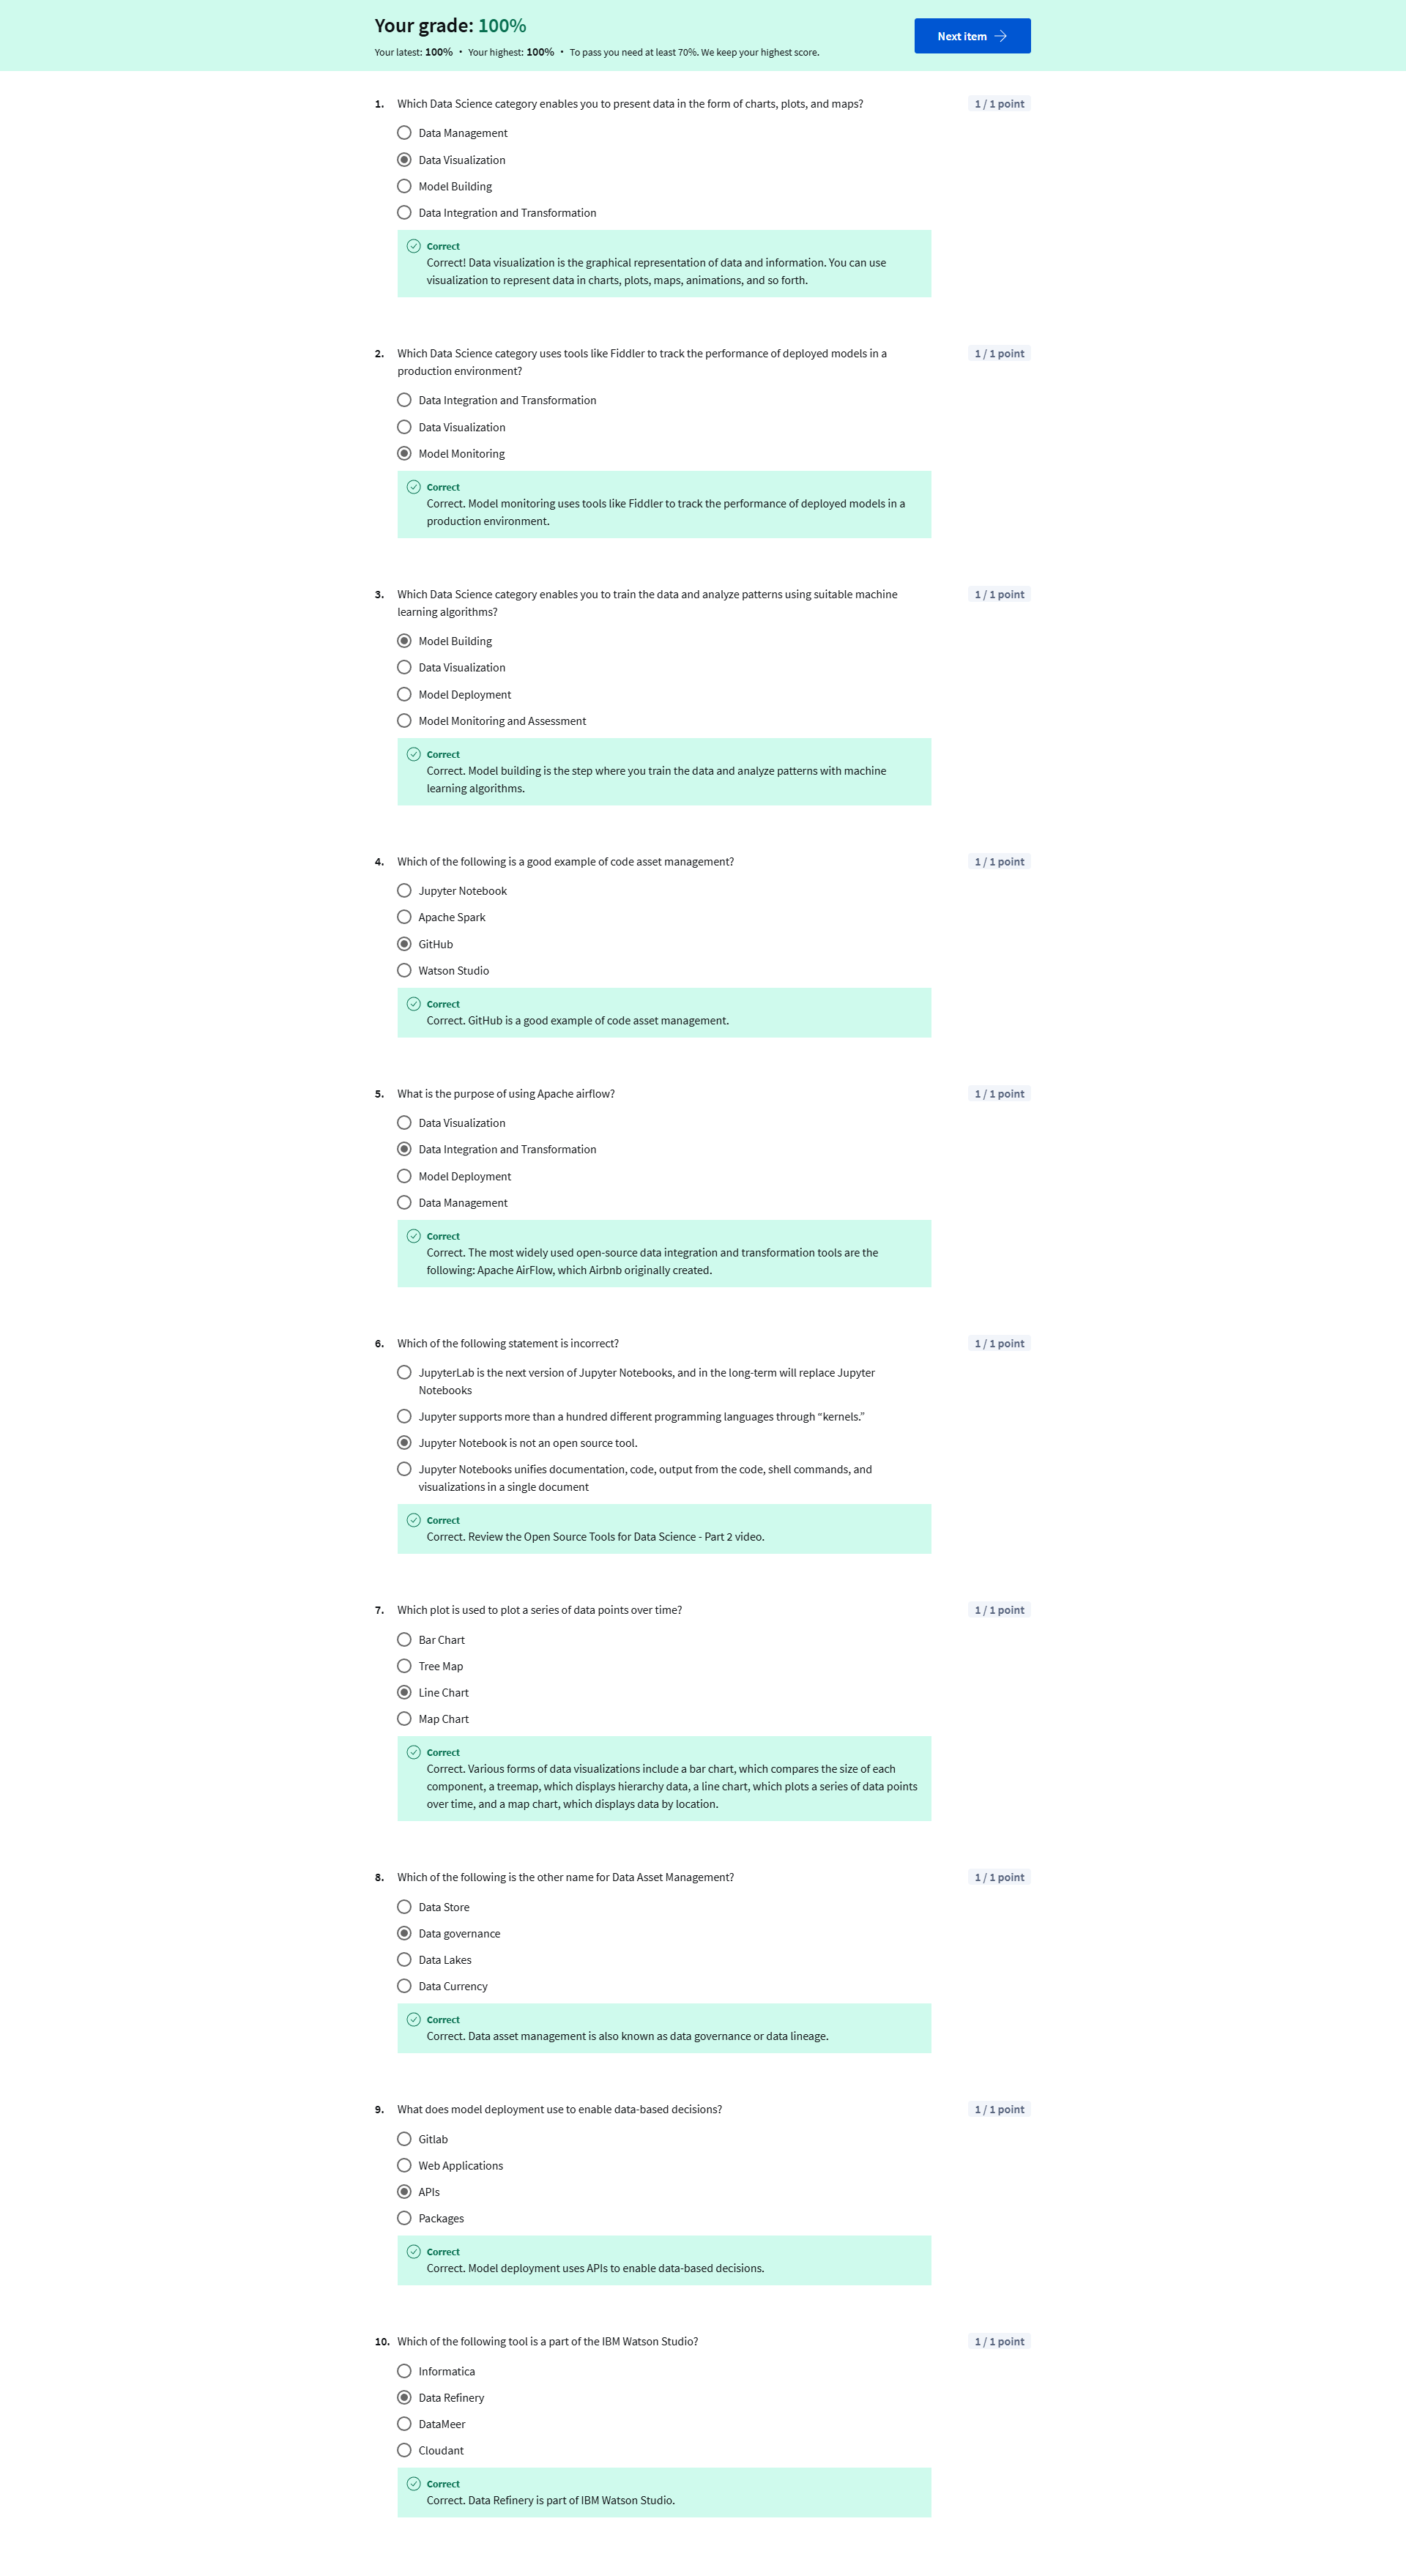 Your grade: 100%
Your latest: 100% • Your highest: 100% • To pass you need at least 70%. We keep your highest score.
Next item
1. Which Data Science category enables you to present data in the form of charts, plots, and maps?
1 / 1 point
Data Management
Data Visualization
Model Building
Data Integration and Transformation
Correct
Correct! Data visualization is the graphical representation of data and information. You can use
visualization to represent data in charts, plots, maps, animations, and so forth.
2. Which Data Science category uses tools like Fiddler to track the performance of deployed models in a
production environment?
1 / 1 point
Data Integration and Transformation
Data Visualization
Model Monitoring
Correct
Correct. Model monitoring uses tools like Fiddler to track the performance of deployed models in a
production environment.
3. Which Data Science category enables you to train the data and analyze patterns using suitable machine
learning algorithms?
1 / 1 point
Model Building
Data Visualization
Model Deployment
Model Monitoring and Assessment
Correct
Correct. Model building is the step where you train the data and analyze patterns with machine
learning algorithms.
4. Which of the following is a good example of code asset management?
1 / 1 point
Jupyter Notebook
Apache Spark
GitHub
Watson Studio
Correct
Correct. GitHub is a good example of code asset management.
5. What is the purpose of using Apache airflow?
1 / 1 point
Data Visualization
Data Integration and Transformation
Model Deployment
Data Management
Correct
Correct. The most widely used open-source data integration and transformation tools are the
following: Apache AirFlow, which Airbnb originally created.
6. Which of the following statement is incorrect?
1 / 1 point
JupyterLab is the next version of Jupyter Notebooks, and in the long-term will replace Jupyter
Notebooks
Jupyter supports more than a hundred different programming languages through “kernels.”
Jupyter Notebook is not an open source tool.
Jupyter Notebooks unifies documentation, code, output from the code, shell commands, and
visualizations in a single document
Correct
Correct. Review the Open Source Tools for Data Science - Part 2 video.
7. Which plot is used to plot a series of data points over time?
1 / 1 point
Bar Chart
Tree Map
Line Chart
Map Chart
Correct
Correct. Various forms of data visualizations include a bar chart, which compares the size of each
component, a treemap, which displays hierarchy data, a line chart, which plots a series of data points
over time, and a map chart, which displays data by location.
8. Which of the following is the other name for Data Asset Management?
1 / 1 point
Data Store
Data governance
Data Lakes
Data Currency
Correct
Correct. Data asset management is also known as data governance or data lineage.
9. What does model deployment use to enable data-based decisions?
1 / 1 point
Gitlab
Web Applications
APIs
Packages
Correct
Correct. Model deployment uses APIs to enable data-based decisions.
10. Which of the following tool is a part of the IBM Watson Studio?
1 / 1 point
Informatica
Data Refinery
DataMeer
Cloudant
Correct
Correct. Data Refinery is part of IBM Watson Studio.